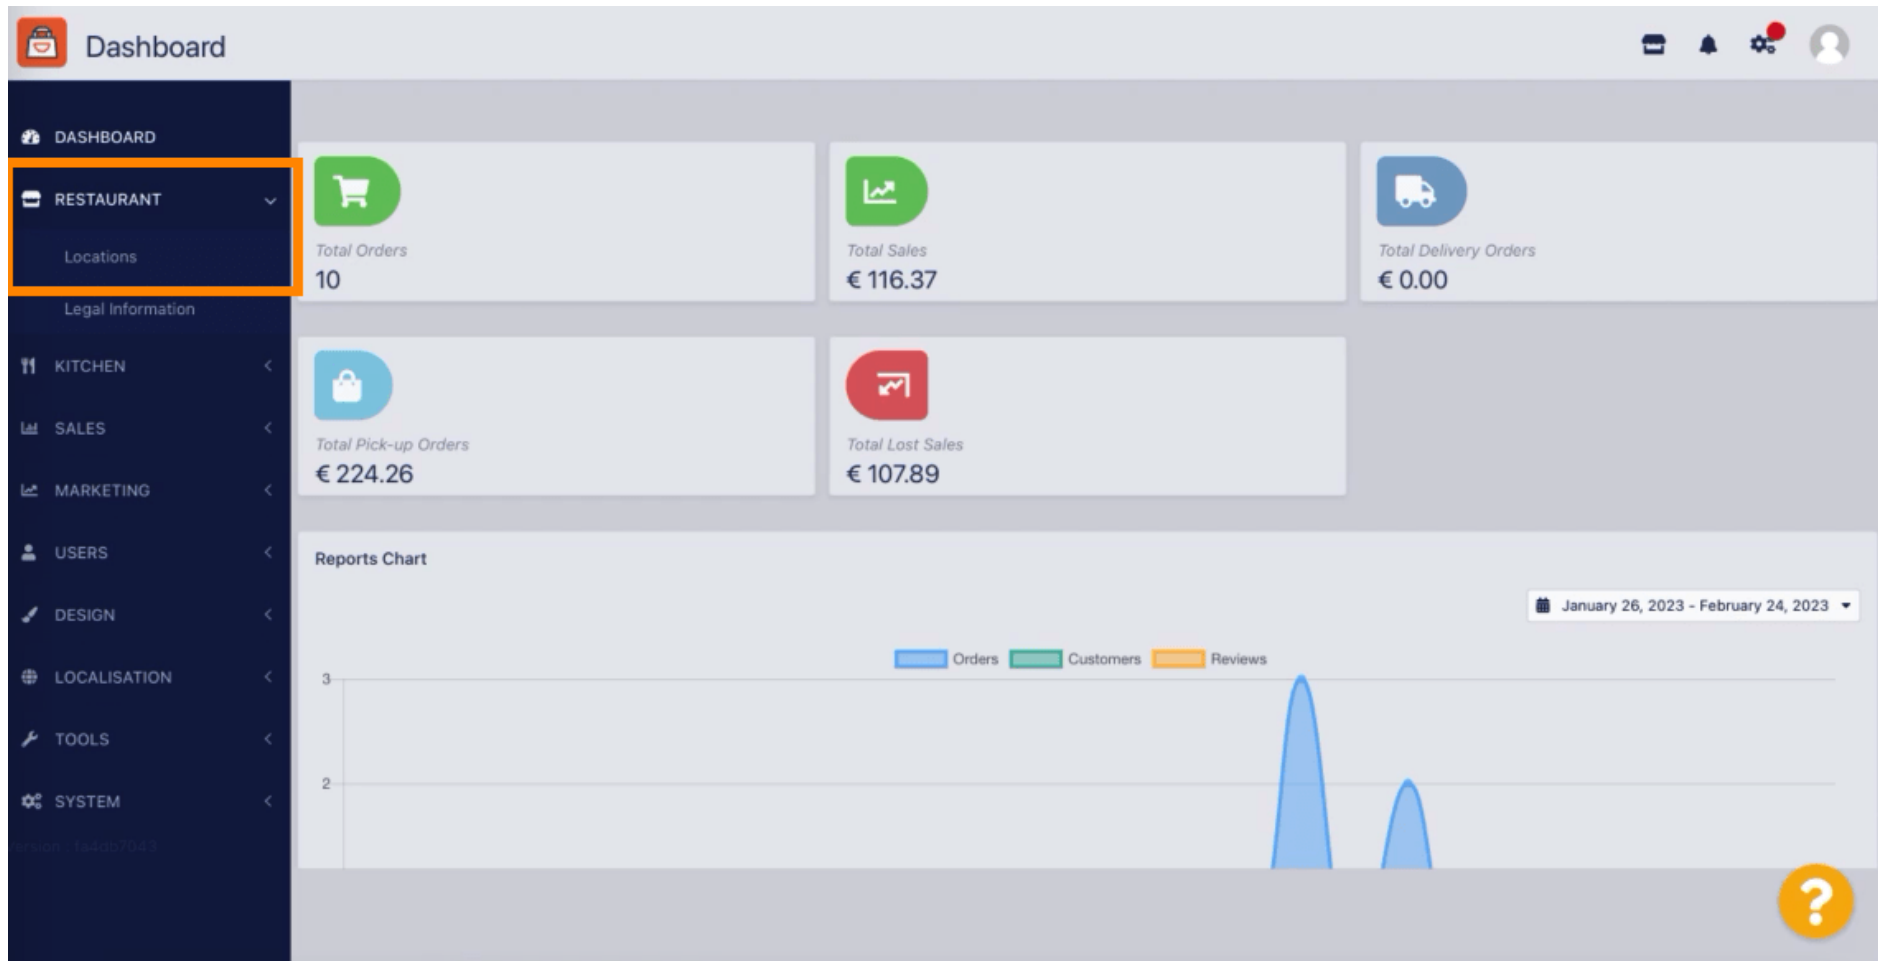 Dashboard
DASHBOARD
RESTAURANT
Locations
Legal Information
KITCHEN
SALES
MARKETING
USERS
DESIGN
LOCALISATION
TOOLS
SYSTEM
fa4db7043
Total Orders
10
Total Sales
€ 116.37
Total Delivery Orders
€ 0.00
Total Pick-up Orders
€ 224.26
Total Lost Sales
€ 107.89
Reports Chart
January 26, 2023 - February 24, 2023
Orders Customers Reviews
3
2
?